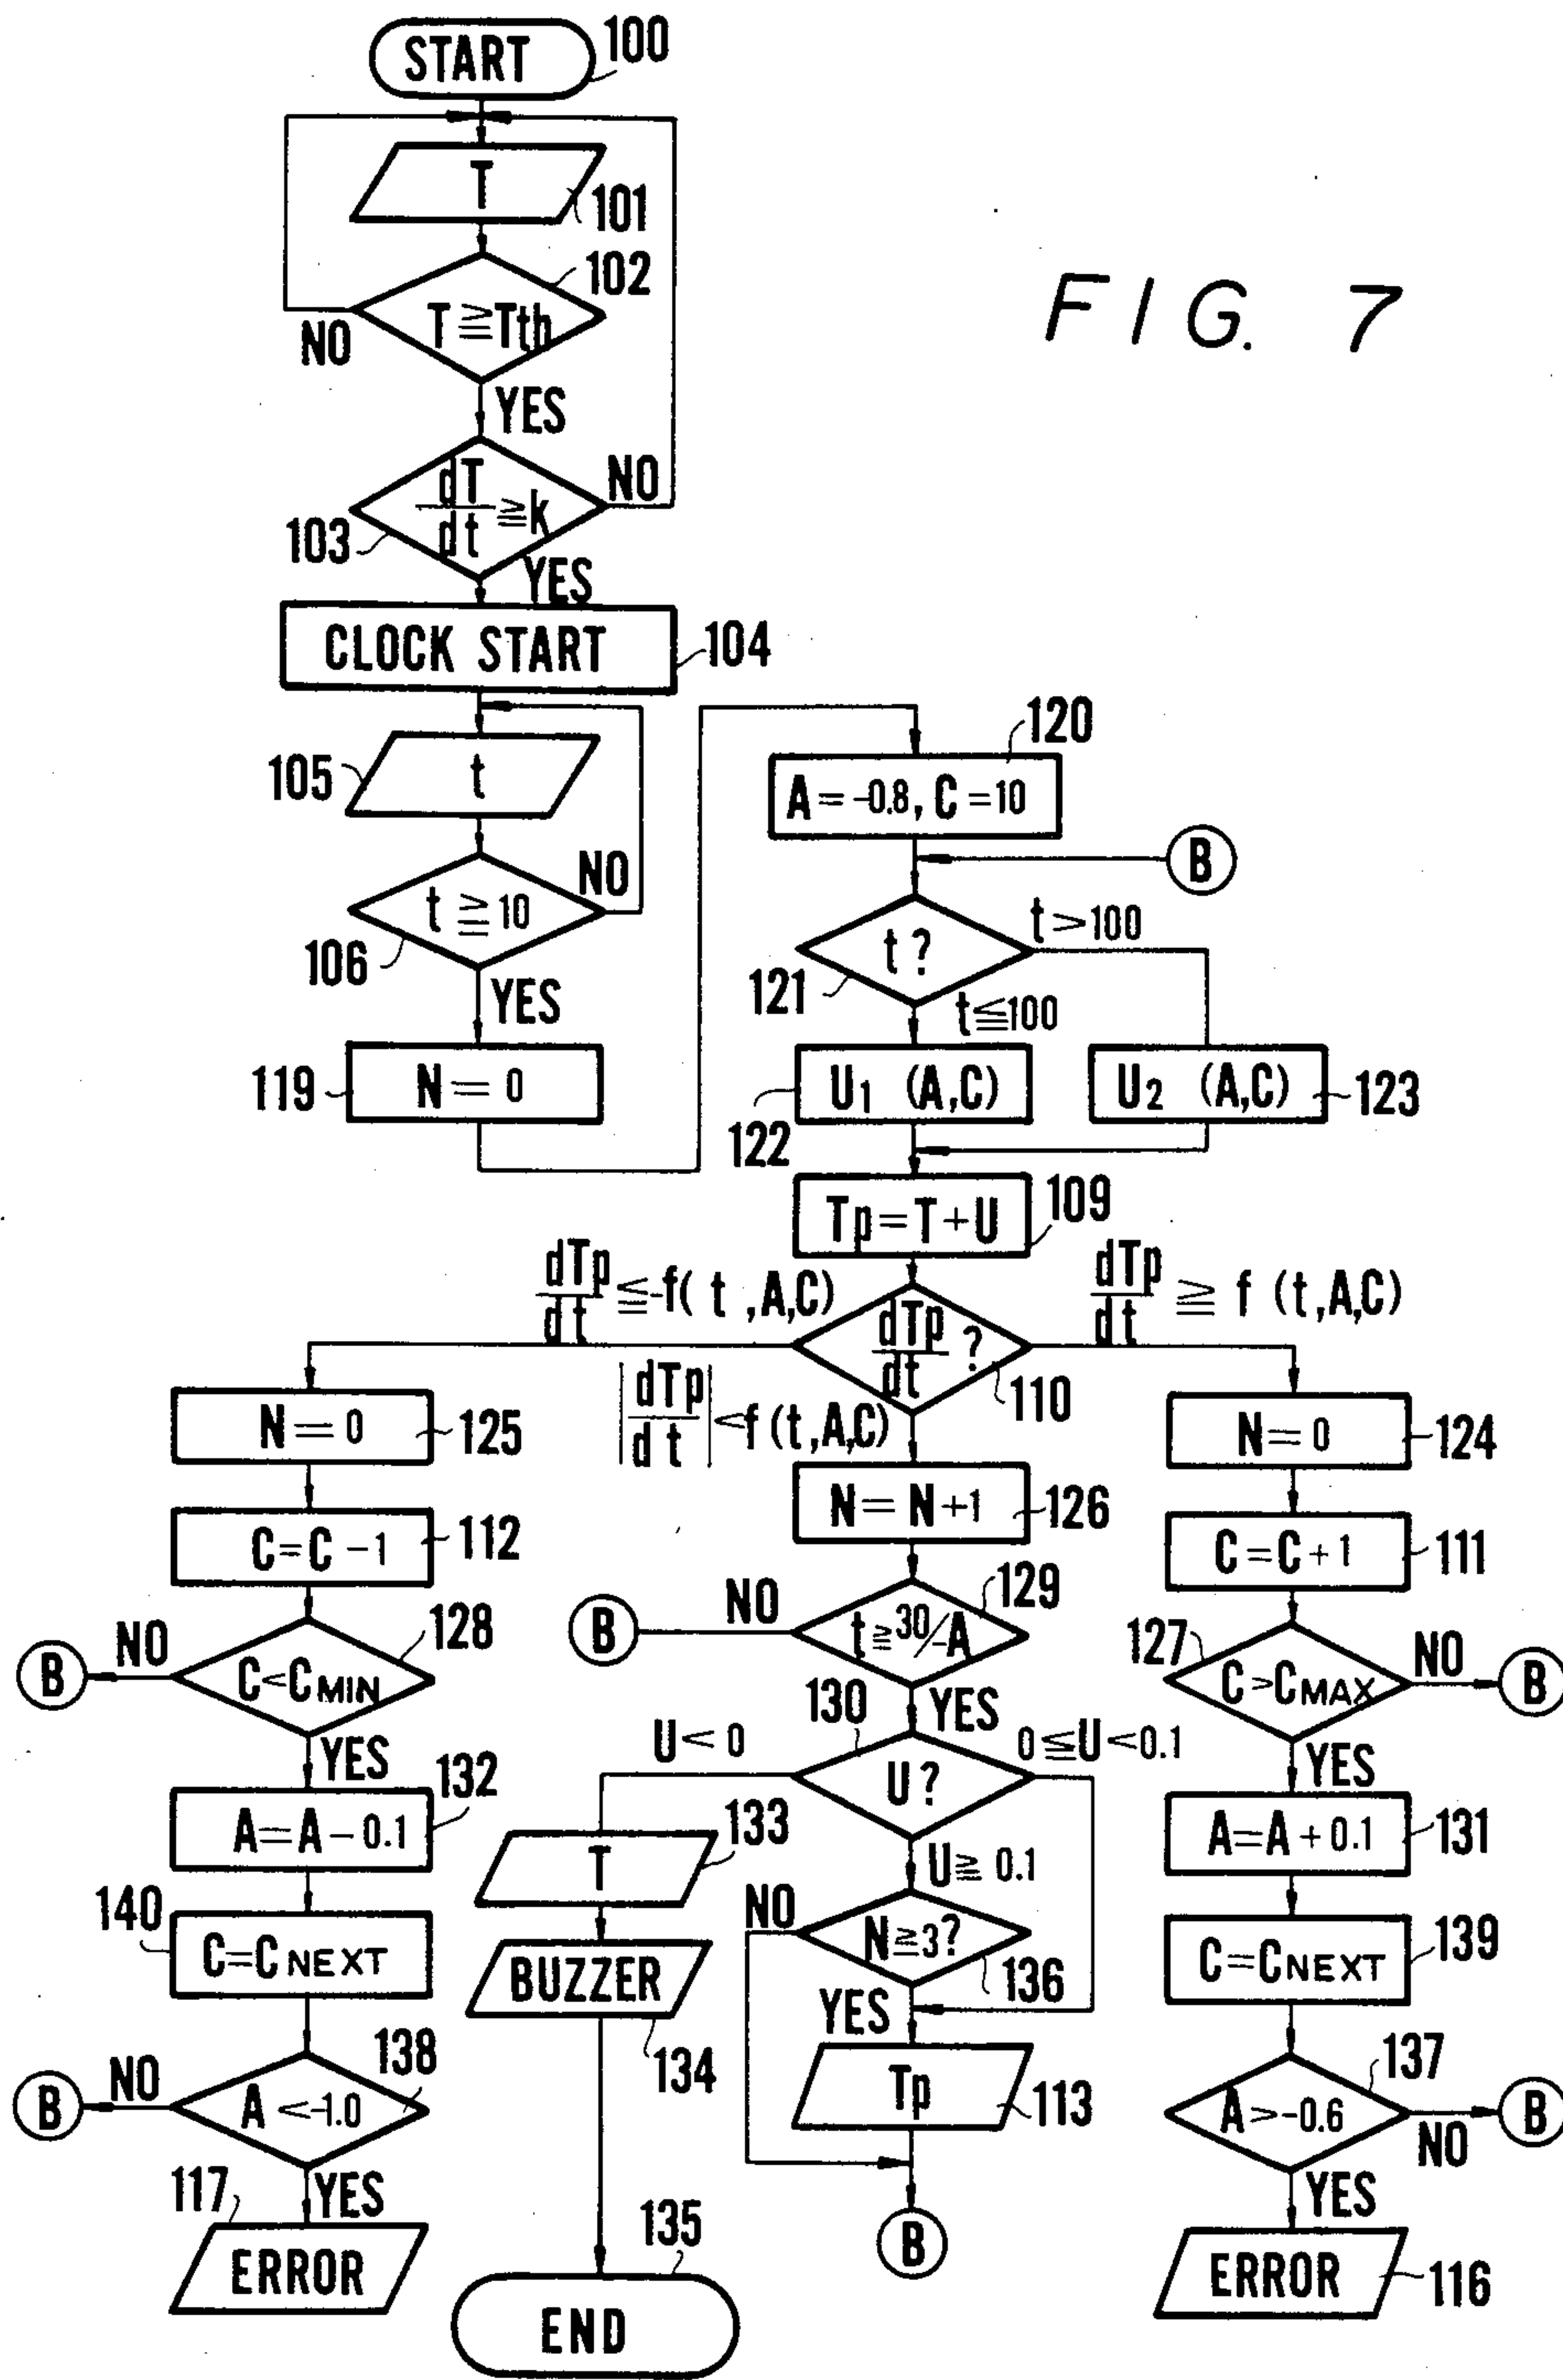 START 100
T
101
102
T ≧ Tth
NO
YES
dT/dt ≧ k
NO
103
YES
CLOCK START
104
105
t
t ≧ 10
NO
106
YES
119
N = 0
FIG. 7
120
A = -0.8, C = 10
B
t ?
t > 100
121
t ≦ 100
U1 (A,C)
U2 (A,C)
122
123
Tp = T + U
109
dTp/dt ≦ -f( t ,A,C)
dTp/dt ?
dTp/dt ≧ f (t,A,C)
110
|dTp/dt| < f (t,A,C)
N = 0
125
N = N +1
126
N = 0
124
C = C -1
112
C = C +1
111
B
NO
C < CMIN
128
B
NO
t ≧ 30/-A
129
127
C > CMAX
NO
B
YES
130
YES
YES
U < 0
U ?
0 ≦ U < 0.1
A = A - 0.1
132
T
133
U ≧ 0.1
A = A + 0.1
131
140
C = CNEXT
BUZZER
134
NO
N ≧ 3?
136
YES
C = CNEXT
139
B
NO
A < -1.0
138
Tp
113
137
A > -0.6
NO
B
YES
117
ERROR
135
END
B
YES
ERROR
116